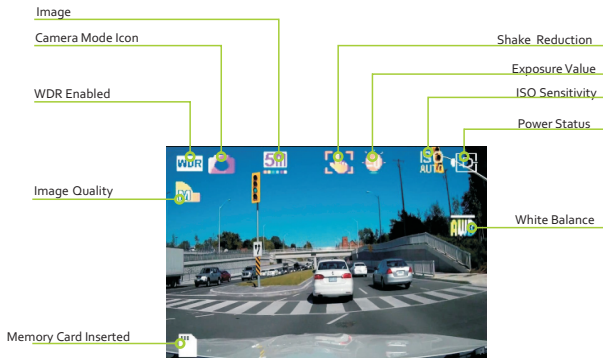 Image
Camera Mode Icon
Shake Reduction
Exposure Value
WDR Enabled
ISO Sensitivity
Power Status
WDR
5m
ISO
AUTO
Image Quality
M
White Balance
AWB
Memory Card Inserted